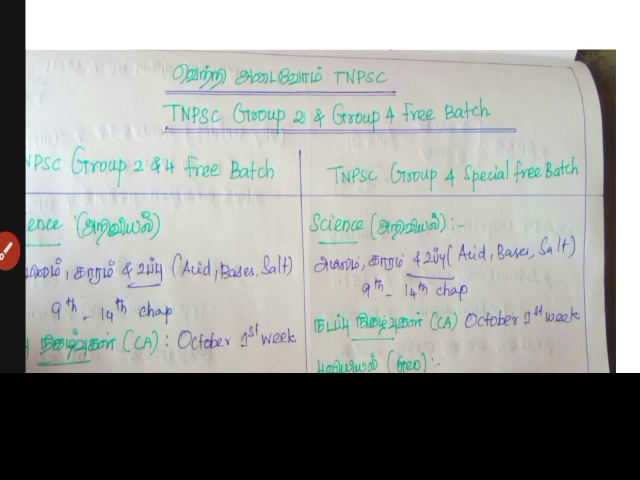 வெற்றி அடைவோம் TNPSC
TNPSC Group 2 & Group 4 Free Batch
NPSC Group 2 & 4 Free Batch
ience (அறிவியல்)
காரம் & உப்பு (Acid, Bases, Salt)
9th - 14th chap
நிகழ்வுகள் (CA) : October 1st week
TNPSC Group 4 Special free Batch
Science (அறிவியல்) :-
அமிலம், காரம் & உப்பு (Acid, Bases, Salt)
9th - 14th chap
நடப்பு நிகழ்வுகள் (CA) October 1st week
புவியியல் (Geo) :-